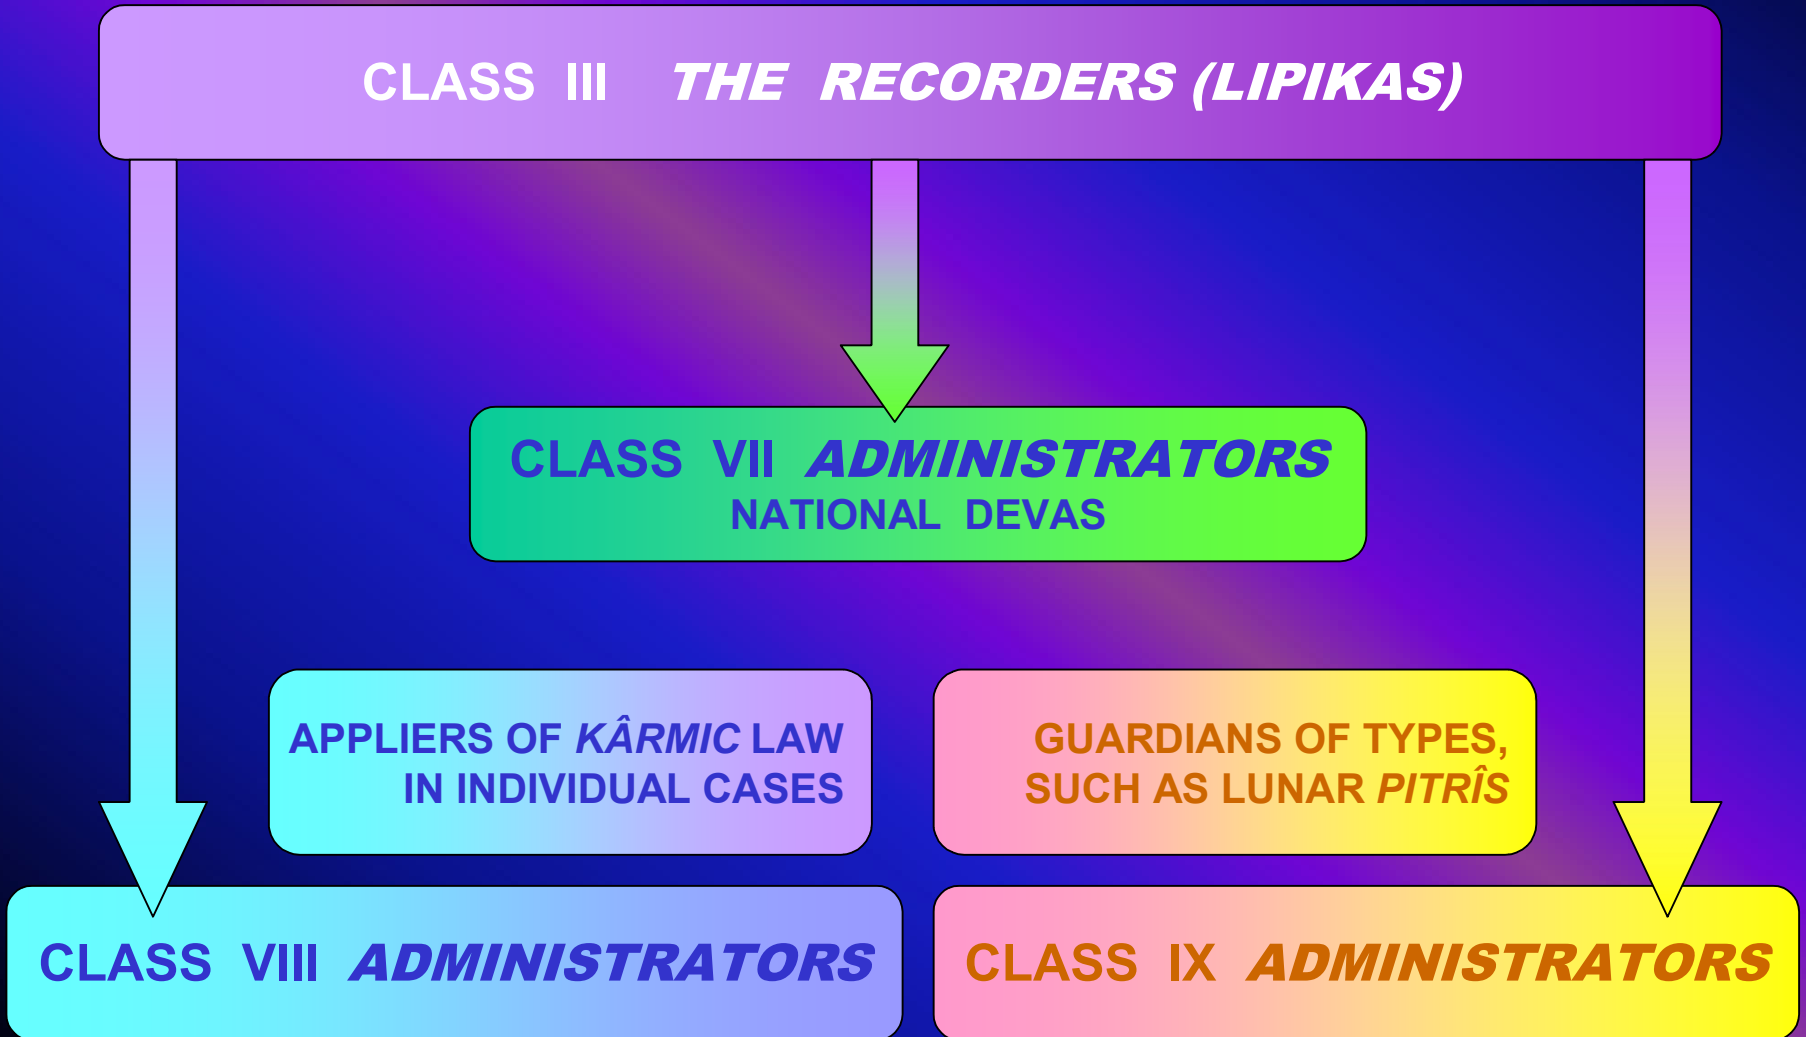 CLASS III THE RECORDERS (LIPIKAS)
CLASS VII ADMINISTRATORS
NATIONAL DEVAS
APPLIERS OF KÂRMIC LAW
IN INDIVIDUAL CASES
GUARDIANS OF TYPES,
SUCH AS LUNAR PITRÎS
CLASS VIII ADMINISTRATORS
CLASS IX ADMINISTRATORS